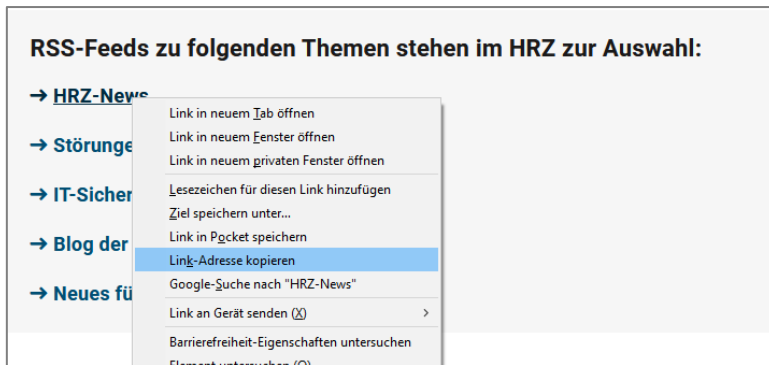 RSS-Feeds zu folgenden Themen stehen im HRZ zur Auswahl:
→ HRZ-News
Link in neuem Tab öffnen
Link in neuem Fenster öffnen
→ Störunge
Link in neuem privaten Fenster öffnen
Lesezeichen für diesen Link hinzufügen
→ IT-Sicher
Ziel speichern unter...
Link in Pocket speichern
→ Blog der
Link-Adresse kopieren
Google-Suche nach "HRZ-News"
→ Neues fü
Link an Gerät senden (X)
Barrierefreiheit-Eigenschaften untersuchen
Element untersuchen (Q)